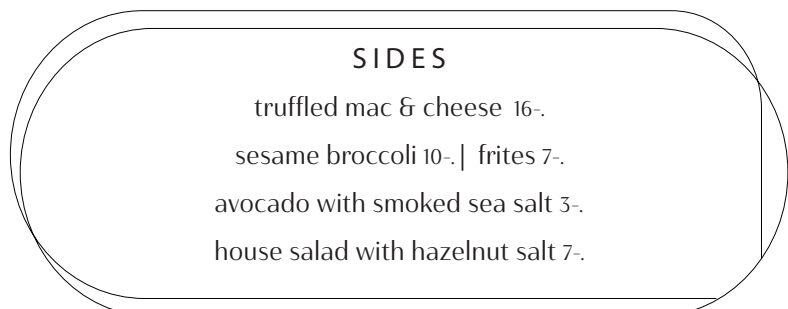 SIDES
truffled mac & cheese 16-.
sesame broccoli 10-. | frites 7-.
avocado with smoked sea salt 3-.
house salad with hazelnut salt 7-.